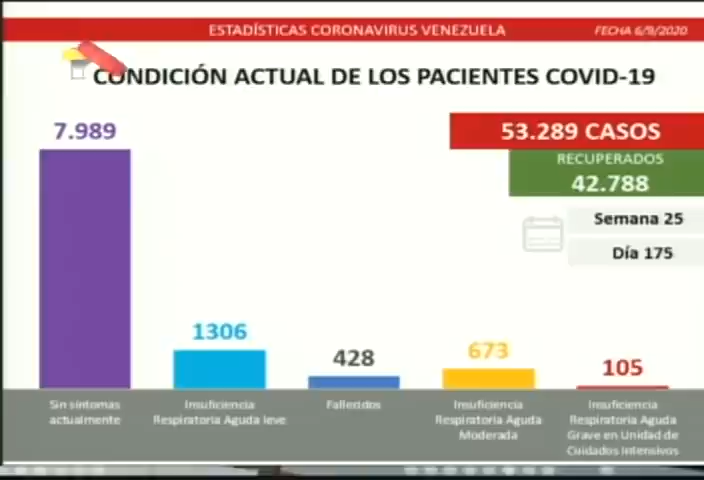 ESTADÍSTICAS CORONAVIRUS VENEZUELA
FECHA 6/9/2020
CONDICIÓN ACTUAL DE LOS PACIENTES COVID-19
7.989
53.289 CASOS
RECUPERADOS
42.788
Semana 25
Día 175
1306
428
673
105
Sin síntomas
actualmente
Insuficiencia
Respiratoria Aguda leve
Fallecidos
Insuficiencia
Respiratoria Aguda
Moderada
Insuficiencia
Respiratoria Aguda
Grave en Unidad de
Cuidados Intensivos